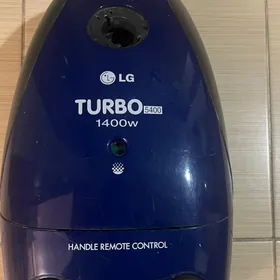 LG
TURBO 5400
1400w
HANDLE REMOTE CONTROL